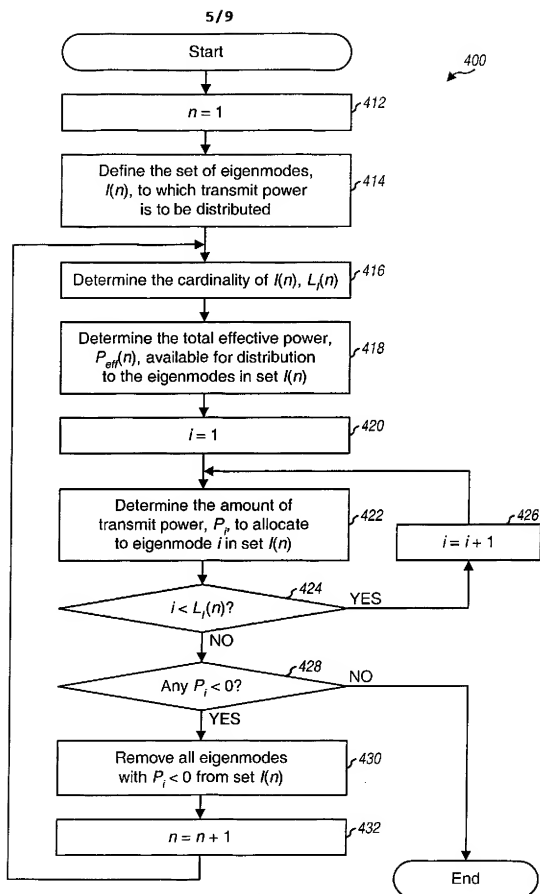 5/9
Start
400
n = 1
412
Define the set of eigenmodes,
I(n), to which transmit power
is to be distributed
414
Determine the cardinality of I(n), L_I(n)
416
Determine the total effective power,
P_eff(n), available for distribution
to the eigenmodes in set I(n)
418
i = 1
420
Determine the amount of
transmit power, P_i, to allocate
to eigenmode i in set I(n)
422
426
i = i + 1
424
i < L_I(n)?
YES
NO
428
Any P_i < 0?
NO
YES
Remove all eigenmodes
with P_i < 0 from set I(n)
430
n = n + 1
432
End